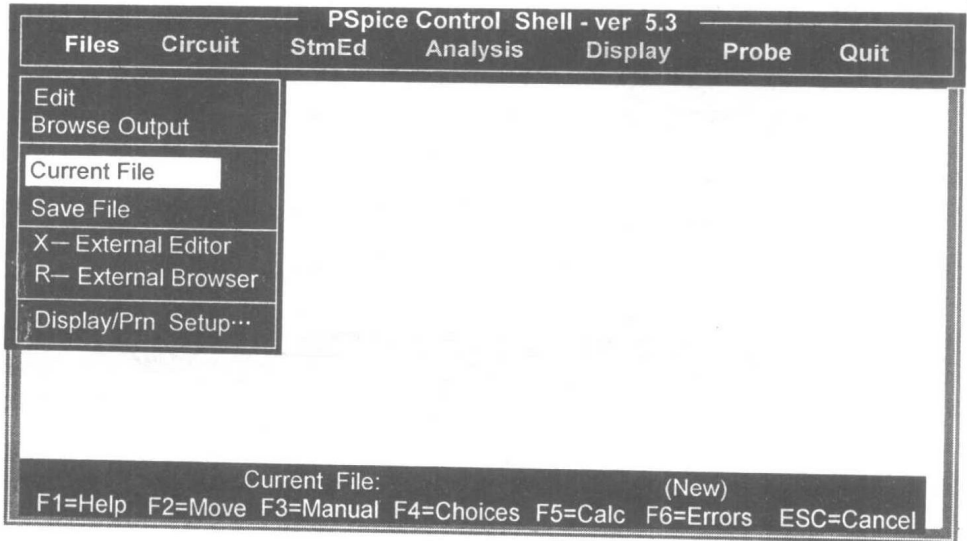 PSpice Control Shell - ver 5.3
Files Circuit StmEd Analysis Display Probe Quit
Edit
Browse Output
Current File
Save File
X— External Editor
R— External Browser
Display/Prn Setup…
Current File: (New)
F1=Help F2=Move F3=Manual F4=Choices F5=Calc F6=Errors ESC=Cancel